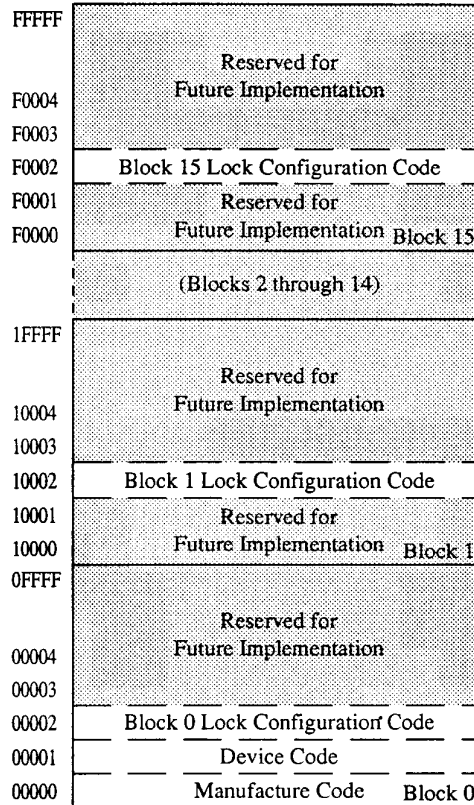 FFFFF
Reserved for
Future Implementation
F0004
F0003
F0002 Block 15 Lock Configuration Code
F0001 Reserved for
F0000 Future Implementation Block 15
(Blocks 2 through 14)
1FFFF
Reserved for
10004 Future Implementation
10003
10002 Block 1 Lock Configuration Code
10001 Reserved for
10000 Future Implementation Block 1
0FFFF
Reserved for
00004 Future Implementation
00003
00002 Block 0 Lock Configuration Code
00001 Device Code
00000 Manufacture Code Block 0